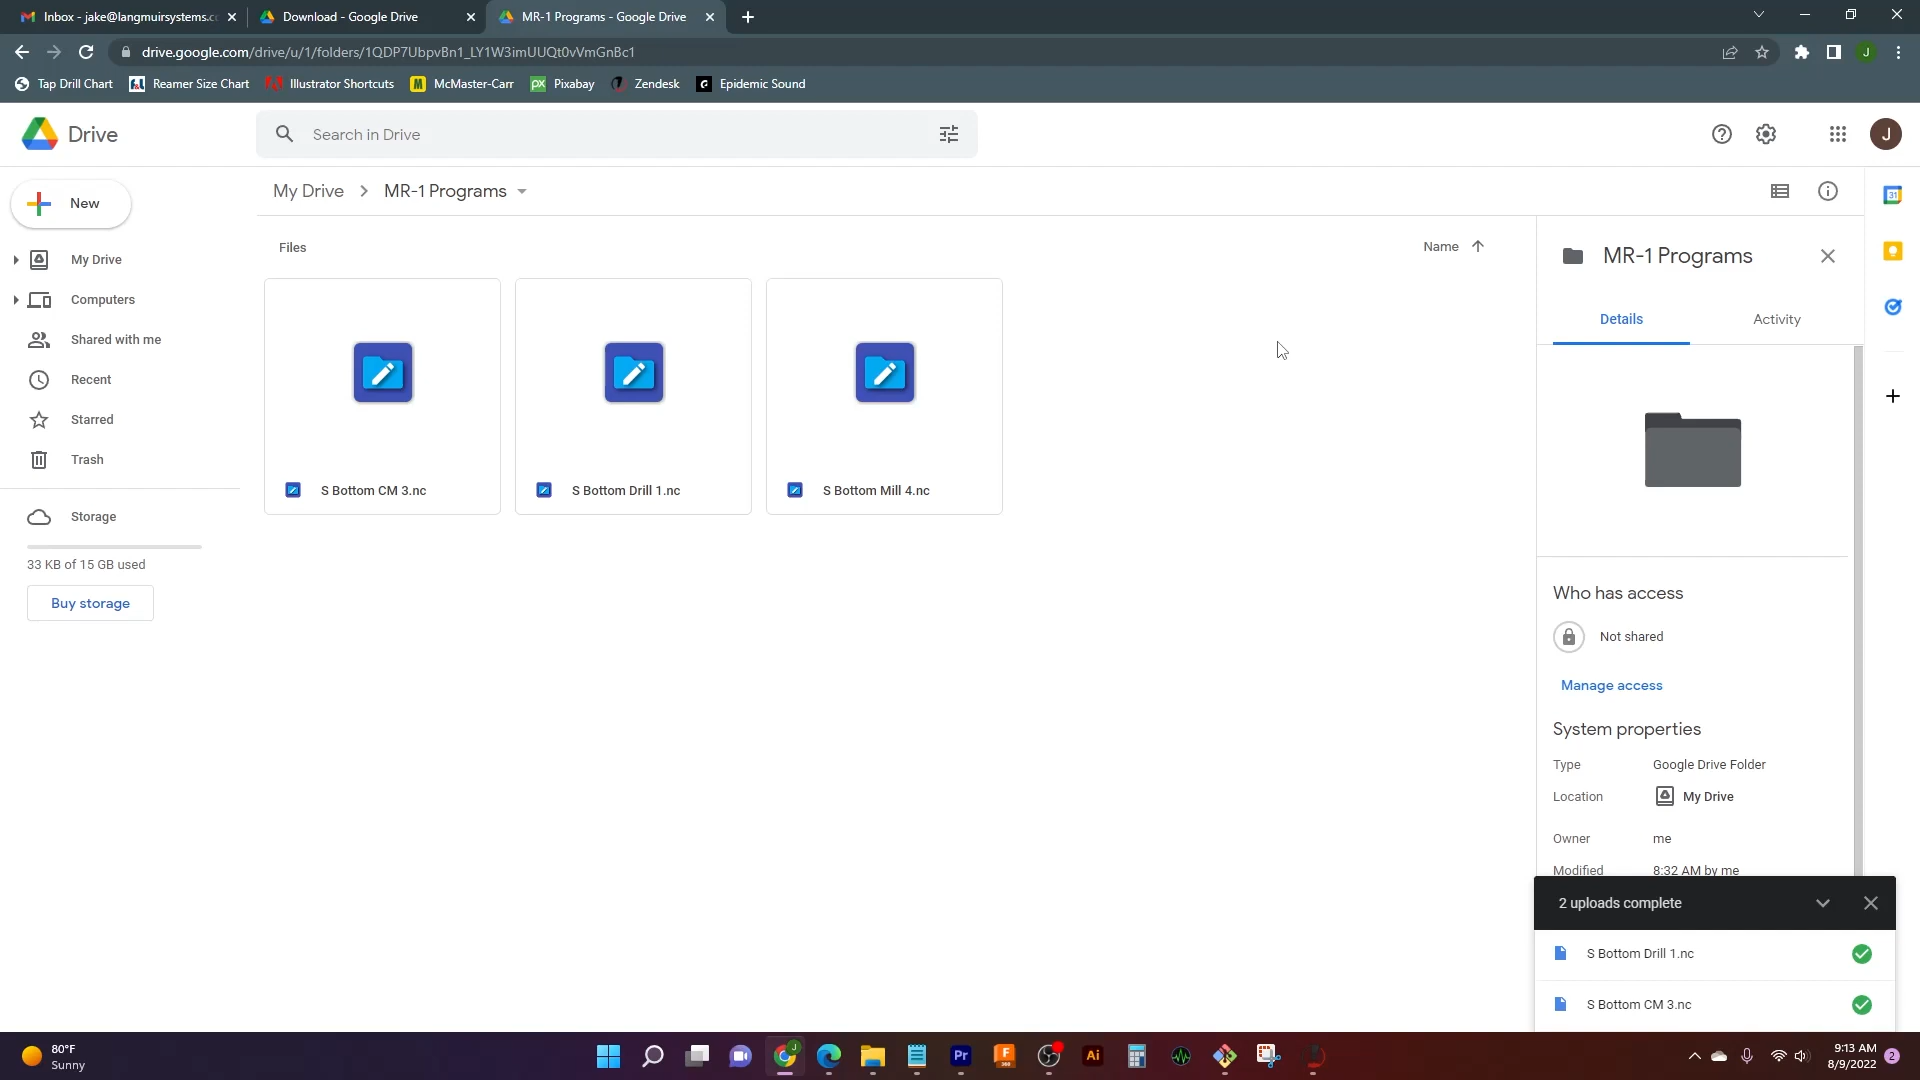 Inbox - jake@langmuirsystems.c
Download - Google Drive
MR-1 Programs - Google Drive
drive.google.com/drive/u/1/folders/1QDP7UbpvBn1_LY1W3imUUQt0vVmGnBc1
J
Tap Drill Chart
Reamer Size Chart
Illustrator Shortcuts
M
McMaster-Carr
px
Pixabay
Zendesk
Epidemic Sound
Drive
Search in Drive
J
New
My Drive
MR-1 Programs
31
My Drive
Computers
Shared with me
Recent
Starred
Trash
Storage
33 KB of 15 GB used
Buy storage
Files
Name
S Bottom CM 3.nc
S Bottom Drill 1.nc
S Bottom Mill 4.nc
MR-1 Programs
Details
Activity
Who has access
Not shared
Manage access
System properties
Type
Google Drive Folder
Location
My Drive
Owner
me
Modified
8:32 AM by me
2 uploads complete
S Bottom Drill 1.nc
S Bottom CM 3.nc
80°F
Sunny
J
Pr
F
360
Ai
9:13 AM
8/9/2022
2